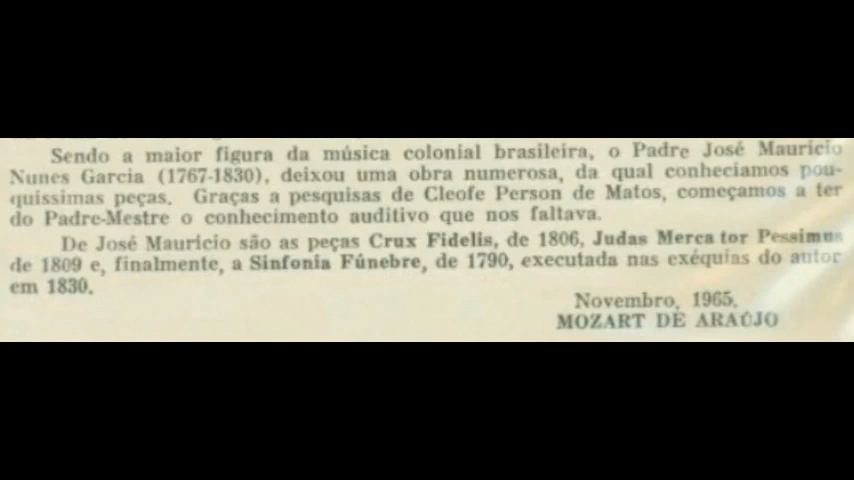 Sendo a maior figura da música colonial brasileira, o Padre José Mauricio
Nunes Garcia (1767-1830), deixou uma obra numerosa, da qual conheciamos pou-
quíssimas peças. Graças a pesquisas de Cleofe Person de Matos, começamos a ter
do Padre-Mestre o conhecimento auditivo que nos faltava.
De José Maurício são as peças Crux Fidelis, de 1806, Judas Merca tor Pessimus
de 1809 e, finalmente, a Sinfonia Fúnebre, de 1790, executada nas exéquias do autor
em 1830.
Novembro, 1965.
MOZART DE ARAÚJO